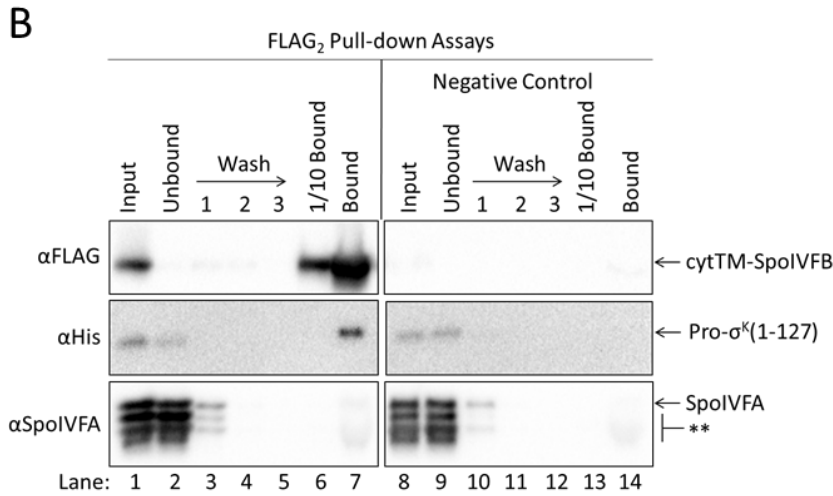 B
FLAG₂ Pull-down Assays
Negative Control
Input Unbound Wash 1/10 Bound Bound Input Unbound Wash 1/10 Bound Bound
1 2 3 1 2 3
αFLAG cytTM-SpoIVFB
αHis Pro-σᴷ(1-127)
αSpoIVFA SpoIVFA
**
Lane: 1 2 3 4 5 6 7 8 9 10 11 12 13 14